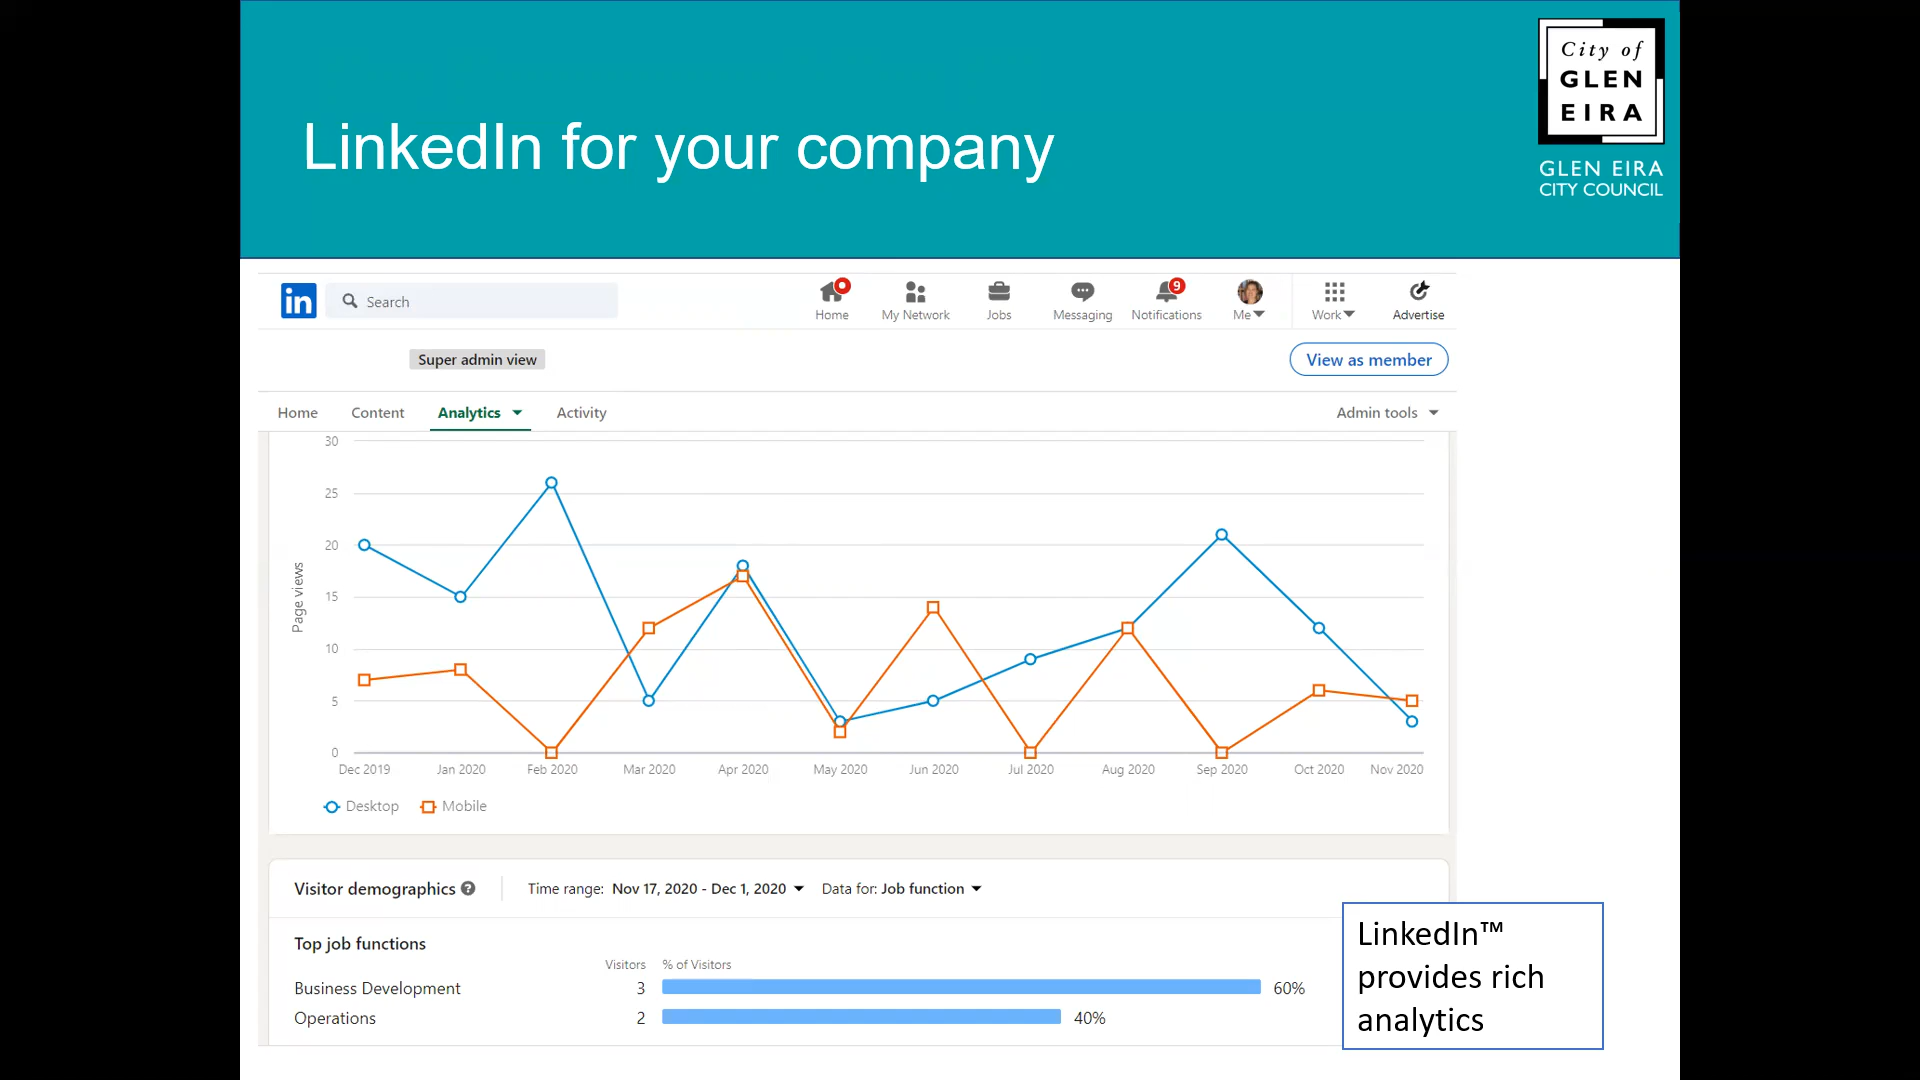 City of
GLEN
EIRA
GLEN EIRA
CITY COUNCIL
LinkedIn for your company
in Search Home My Network Jobs Messaging 9 Notifications Me Work Advertise
Super admin view View as member
Home Content Analytics Activity Admin tools
30
25
20
15
10
5
0
Page views
Dec 2019 Jan 2020 Feb 2020 Mar 2020 Apr 2020 May 2020 Jun 2020 Jul 2020 Aug 2020 Sep 2020 Oct 2020 Nov 2020
Desktop Mobile
Visitor demographics ? Time range: Nov 17, 2020 - Dec 1, 2020 Data for: Job function
Top job functions
Visitors % of Visitors
Business Development 3 60%
Operations 2 40%
LinkedIn™
provides rich
analytics